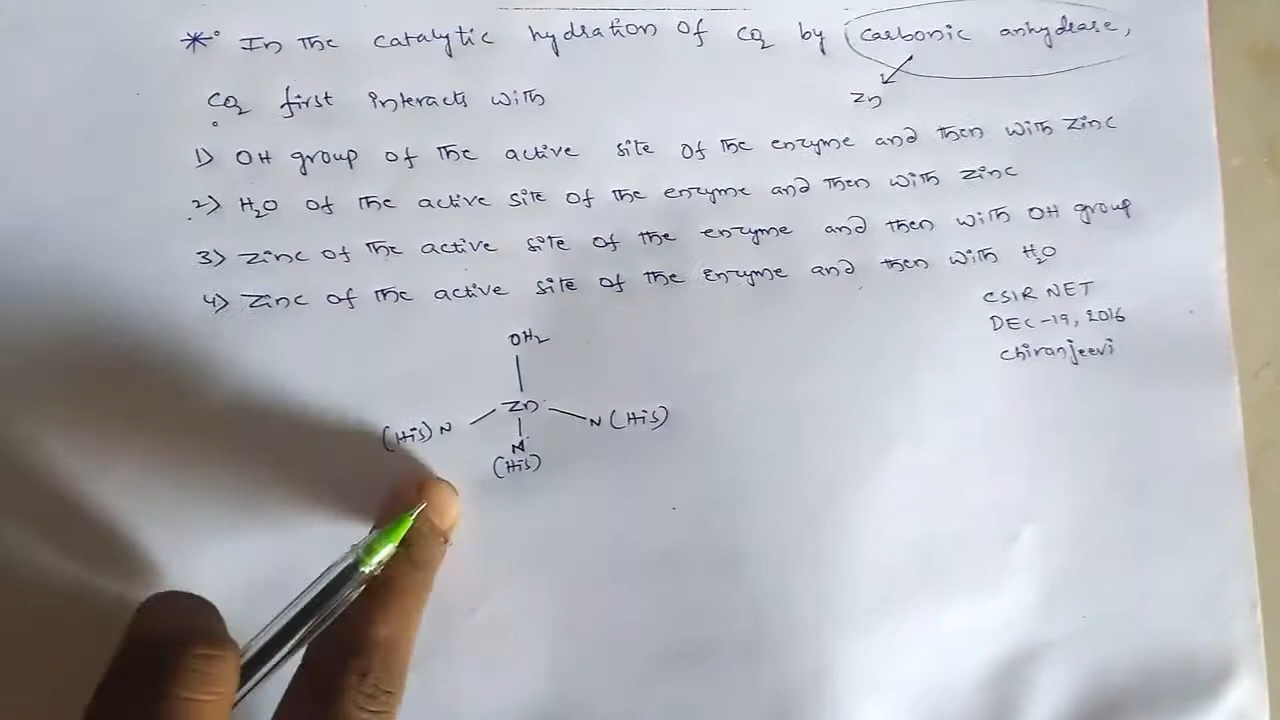 * In The catalytic hydration of CO2 by carbonic anhydrase,
Zn
CO2 first interacts with
1) OH group of The active site of The enzyme and then with zinc
2) H2O of The active site of The enzyme and Then with zinc
3) Zinc of The active site of the enzyme and then with OH group
4) Zinc of The active site of The Enzyme and then with H2O
CSIR NET
DEC-19, 2016
Chiranjeevi
OH2
Zn
(His) N
N (His)
N
(His)